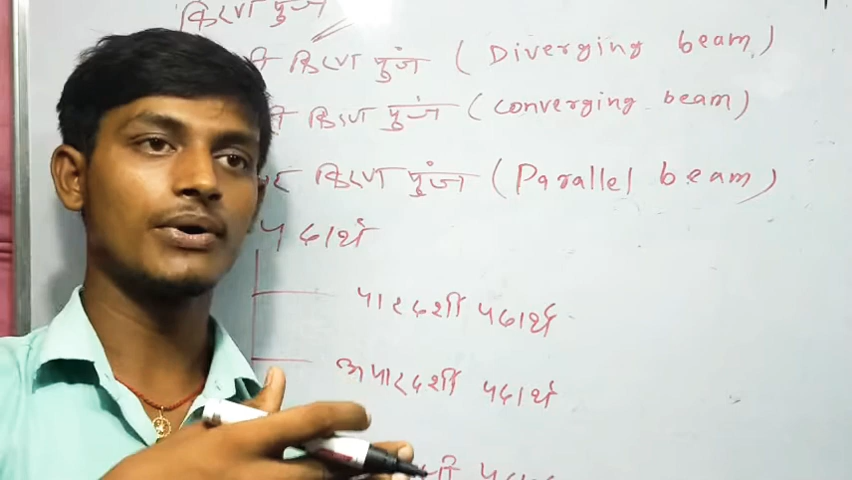 किरण पुंज
किरण पुंज ( Diverging beam )
किरण पुंज ( converging beam )
किरण पुंज ( Parallel beam )
पदार्थ
पारदर्शी पदार्थ
अपारदर्शी पदार्थ